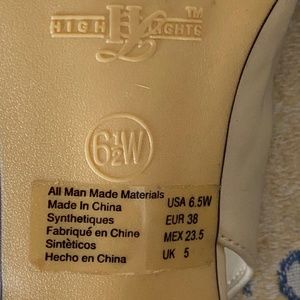 HIGH LIGHTS ™
6½W
All Man Made Materials
Made In China
Synthetiques
Fabriqué en Chine
Sintèticos
Hecho en China
USA 6.5W
EUR 38
MEX 23.5
UK 5